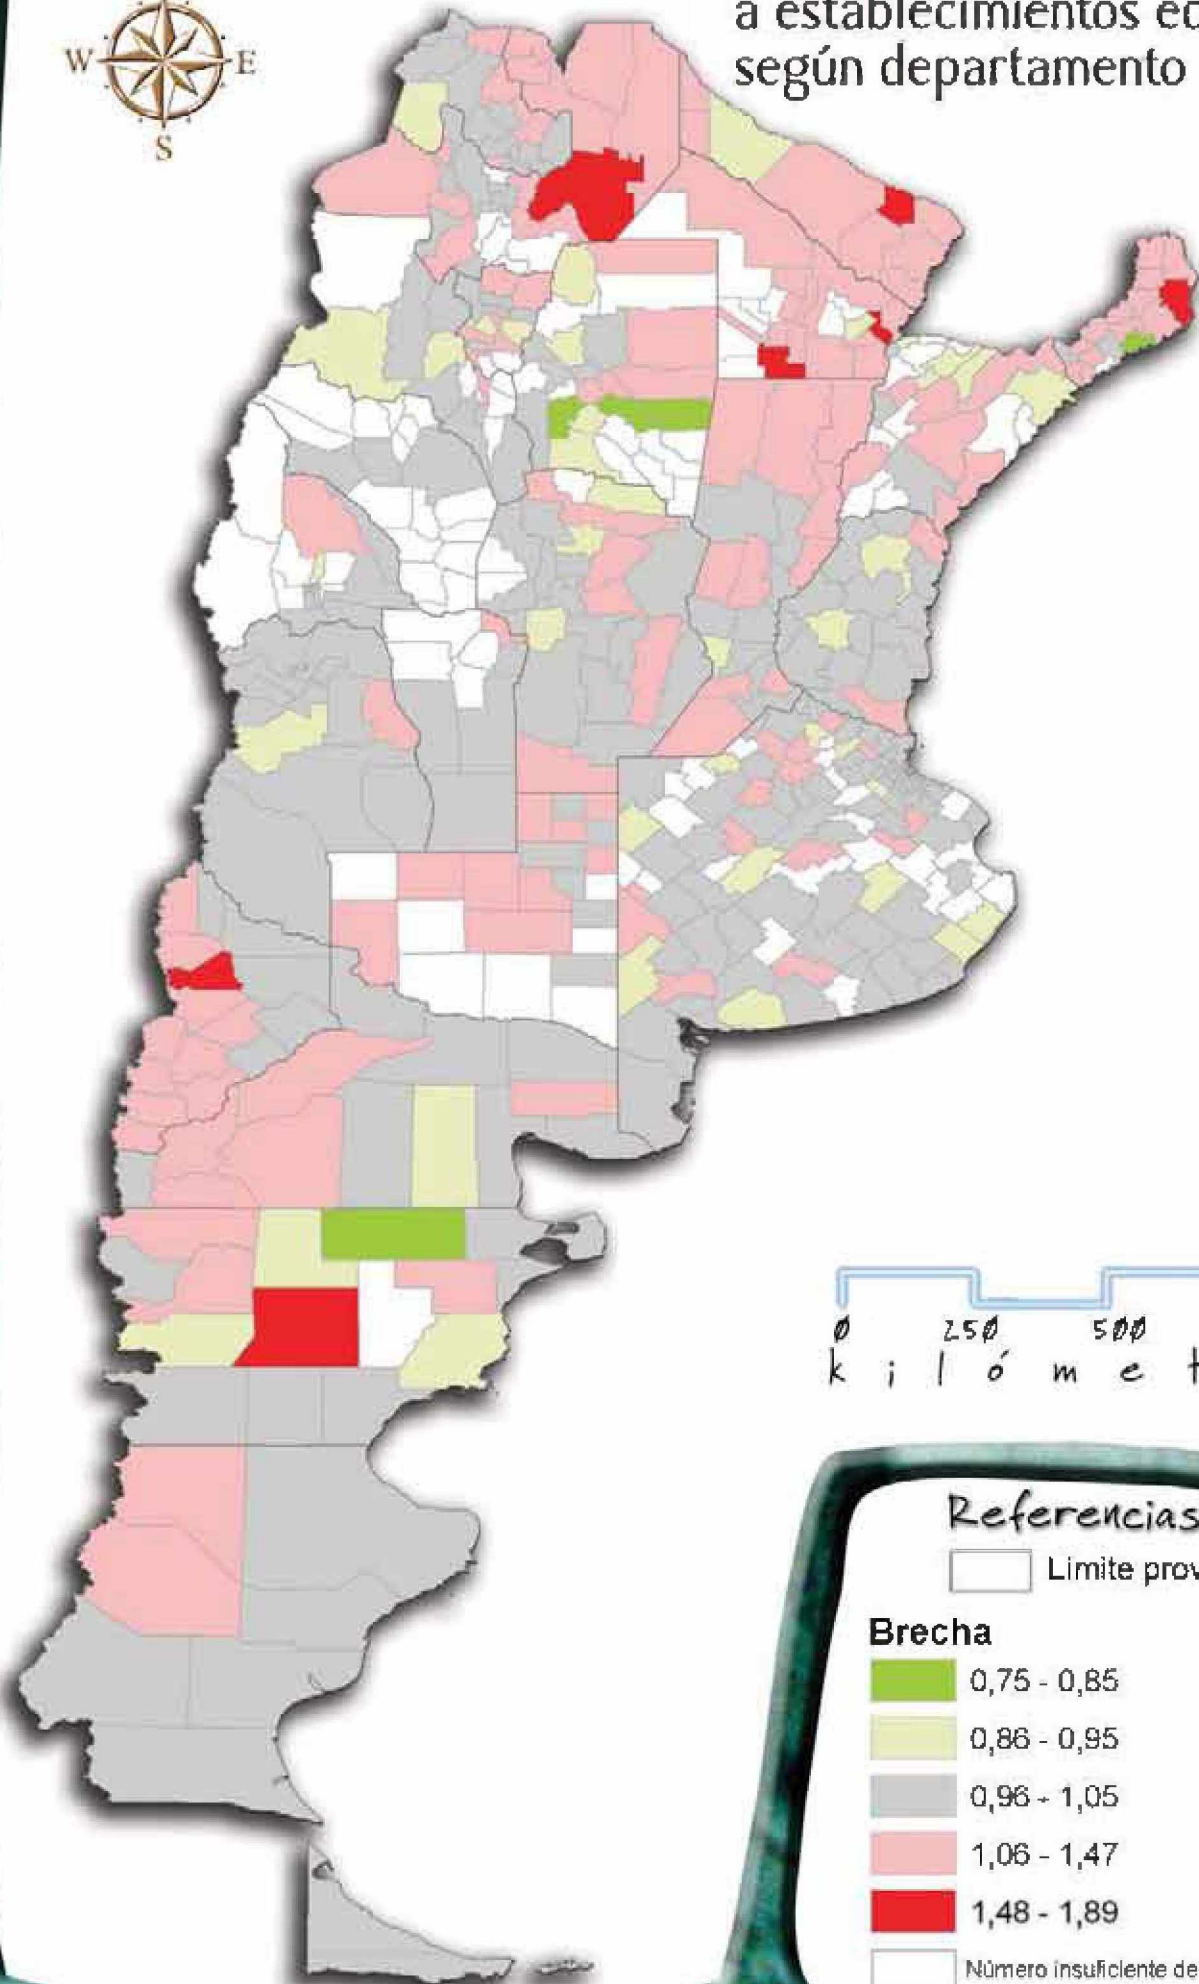 a establecimientos
según departamento
W E
S
0 250 500
k i l ó m e t
Referencias
Limite prov
Brecha
0,75 - 0,85
0,86 - 0,95
0,96 - 1,05
1,06 - 1,47
1,48 - 1,89
Número insuficiente de